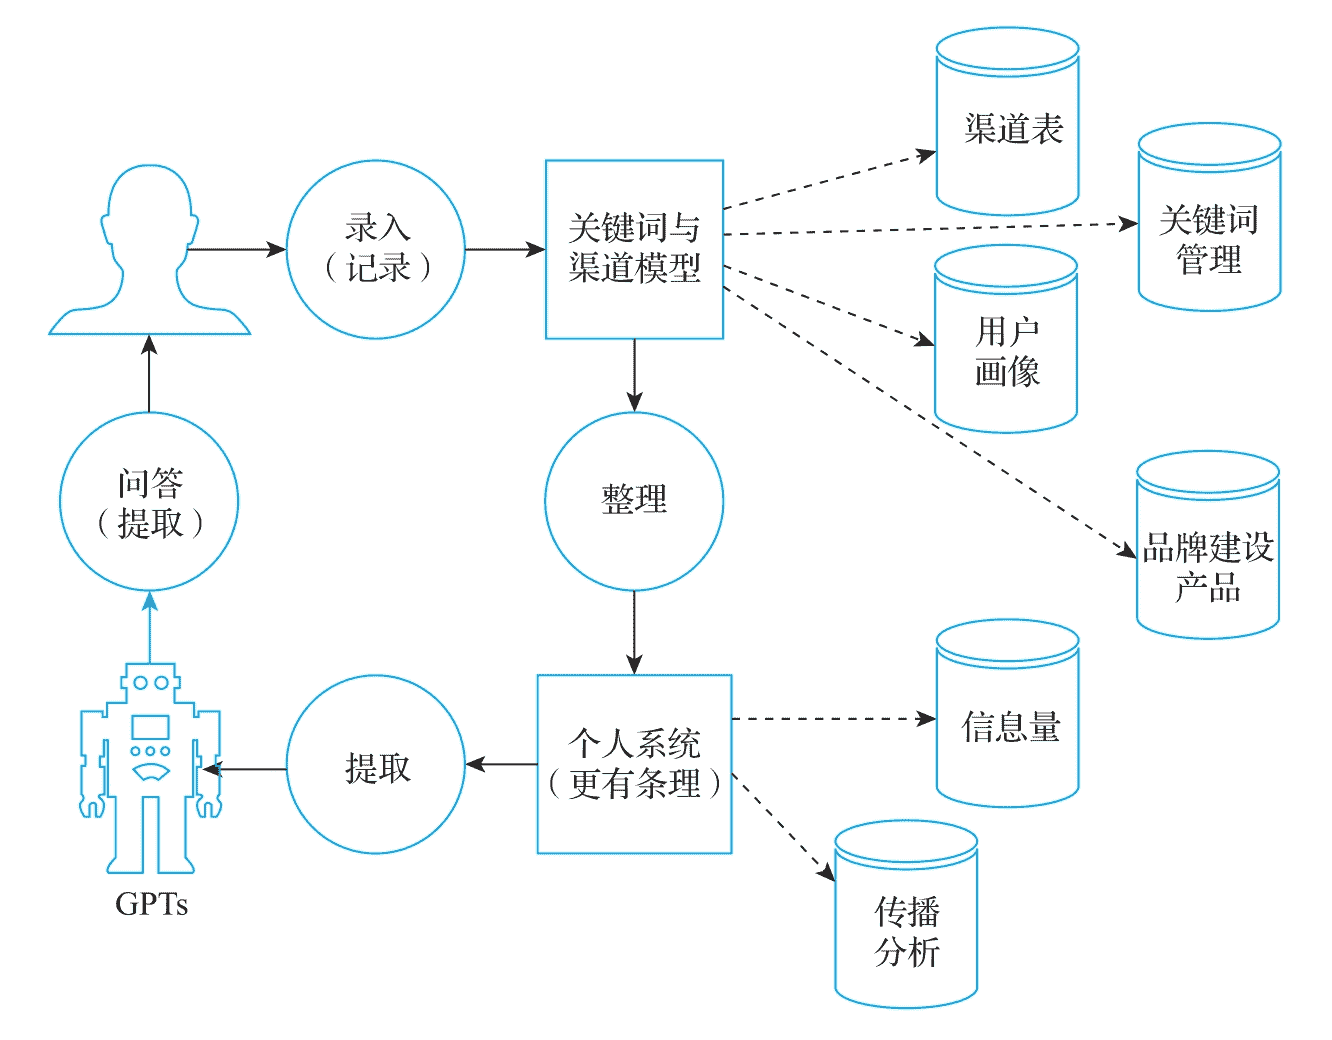 渠道表
关键词
管理
录入
（记录）
关键词与
渠道模型
用户
画像
问答
（提取）
整理
品牌建设
产品
信息量
提取
个人系统
（更有条理）
GPTs
传播
分析